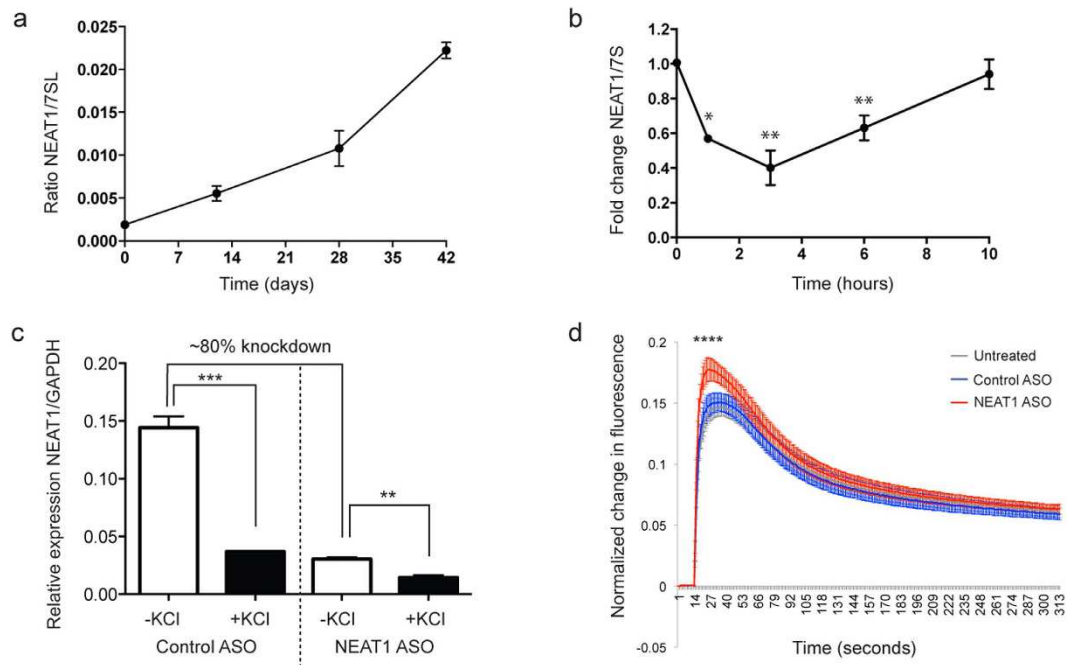 a
Ratio NEAT1/7SL
0.025
0.020
0.015
0.010
0.005
0.000
0 7 14 21 28 35 42
Time (days)
b
Fold change NEAT1/7S
1.2
1.0
0.8
0.6
0.4
0.2
0.0
* ** **
0 2 4 6 8 10
Time (hours)
c
Relative expression NEAT1/GAPDH
~80% knockdown
0.20
0.15
0.10
0.05
0.00
***
**
-KCl +KCl -KCl +KCl
Control ASO NEAT1 ASO
d
Normalized change in fluorescence
0.2
0.15
0.1
0.05
0
-0.05
****
Untreated
Control ASO
NEAT1 ASO
1 14 27 40 53 66 79 92 105 118 131 144 157 170 183 196 209 222 235 248 261 274 287 300 313
Time (seconds)